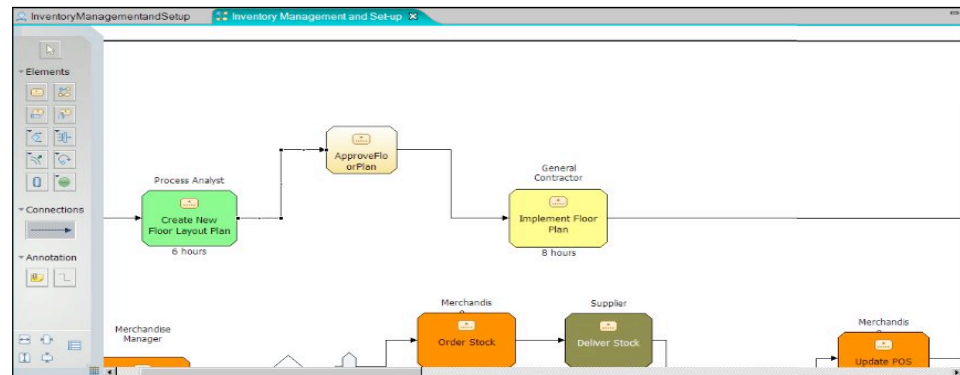 InventoryManagementandSetup
Inventory Management and Set-up
Elements
Connections
Annotation
Process Analyst
Create New
Floor Layout Plan
6 hours
ApproveFlo
orPlan
General
Contractor
Implement Floor
Plan
8 hours
Merchandise
Manager
Merchandis
Order Stock
Supplier
Deliver Stock
Merchandis
Update POS